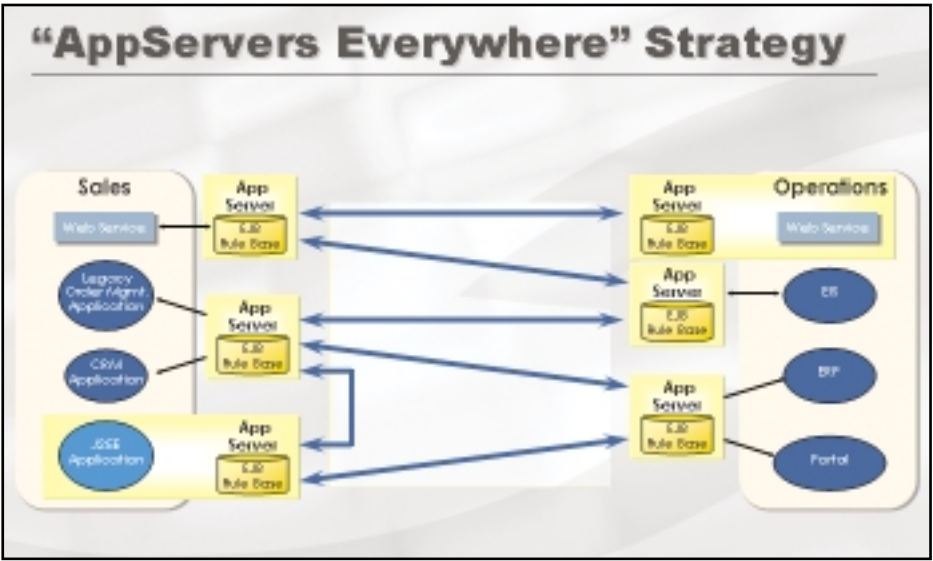 “AppServers Everywhere” Strategy
Sales
Web Service
Legacy
Order Mgmt.
Application
CRM
Application
J2EE
Application
App
Server
EJB
Rule Base
App
Server
EJB
Rule Base
App
Server
EJB
Rule Base
App
Server
EJB
Rule Base
App
Server
EJB
Rule Base
App
Server
EJB
Rule Base
Operations
Web Service
EIS
ERP
Portal